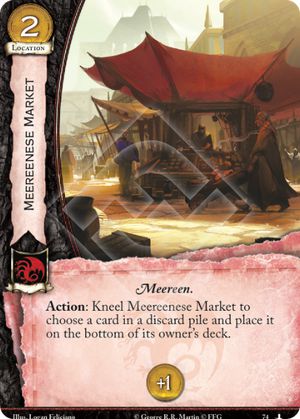 2
LOCATION
MEEREENESE MARKET
Meereen.
Action: Kneel Meereenese Market to
choose a card in a discard pile and place it
on the bottom of its owner's deck.
+1
Illus. Logan Feliciano
© George R.R. Martin © FFG
74